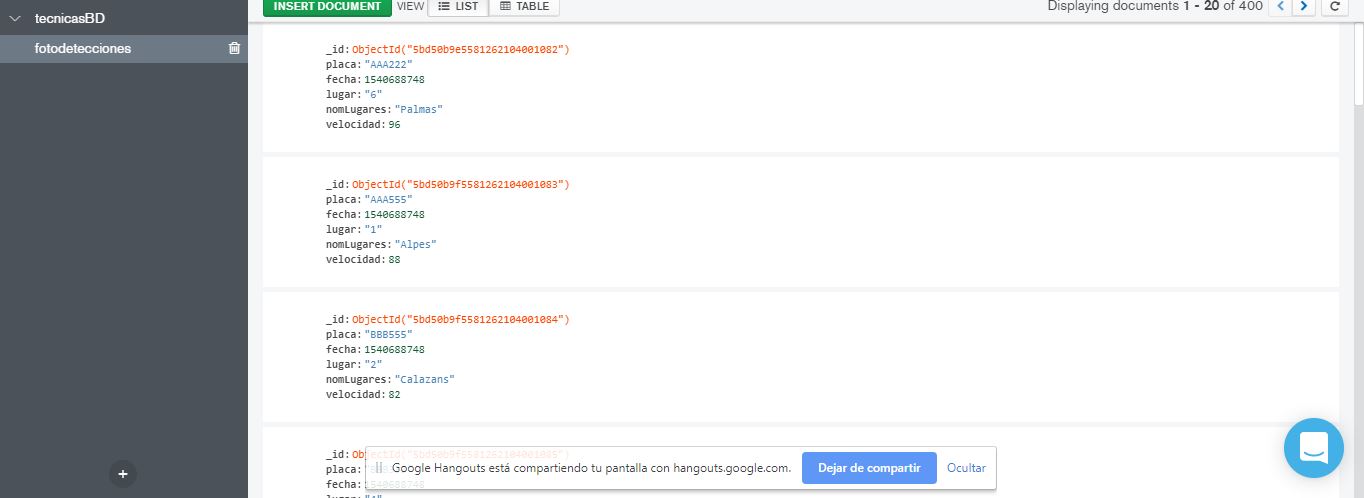 tecnicasBD
fotodetecciones
INSERT DOCUMENT VIEW LIST TABLE Displaying documents 1 - 20 of 400
_id: ObjectId("5bd50b9e5581262104001082")
placa: "AAA222"
fecha: 1540688748
lugar: "6"
nomLugares: "Palmas"
velocidad: 96
_id: ObjectId("5bd50b9f5581262104001083")
placa: "AAA555"
fecha: 1540688748
lugar: "1"
nomLugares: "Alpes"
velocidad: 88
_id: ObjectId("5bd50b9f5581262104001084")
placa: "BBB555"
fecha: 1540688748
lugar: "2"
nomLugares: "Calazans"
velocidad: 82
_id: ObjectId("5bd50b9f5581262104001085")
placa:
fecha: 1540688748
lugar:
Google Hangouts está compartiendo tu pantalla con hangouts.google.com. Dejar de compartir Ocultar